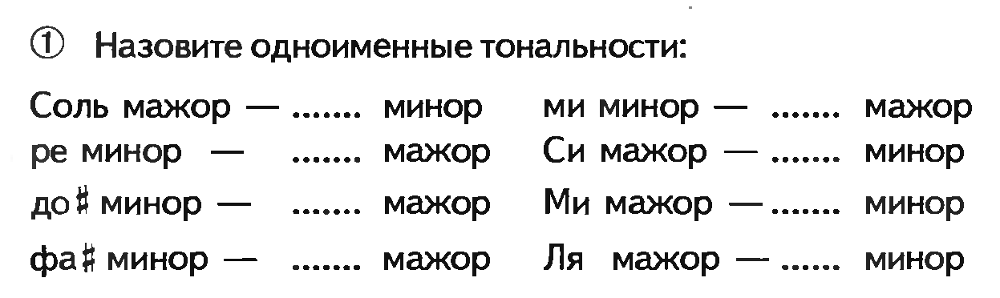 ① Назовите одноименные тональности:
Соль мажор — ....... минор ми минор — ....... мажор
ре минор — ....... мажор Си мажор — ....... минор
до♯ минор — ....... мажор Ми мажор — ....... минор
фа♯ минор — ....... мажор Ля мажор — ...... минор